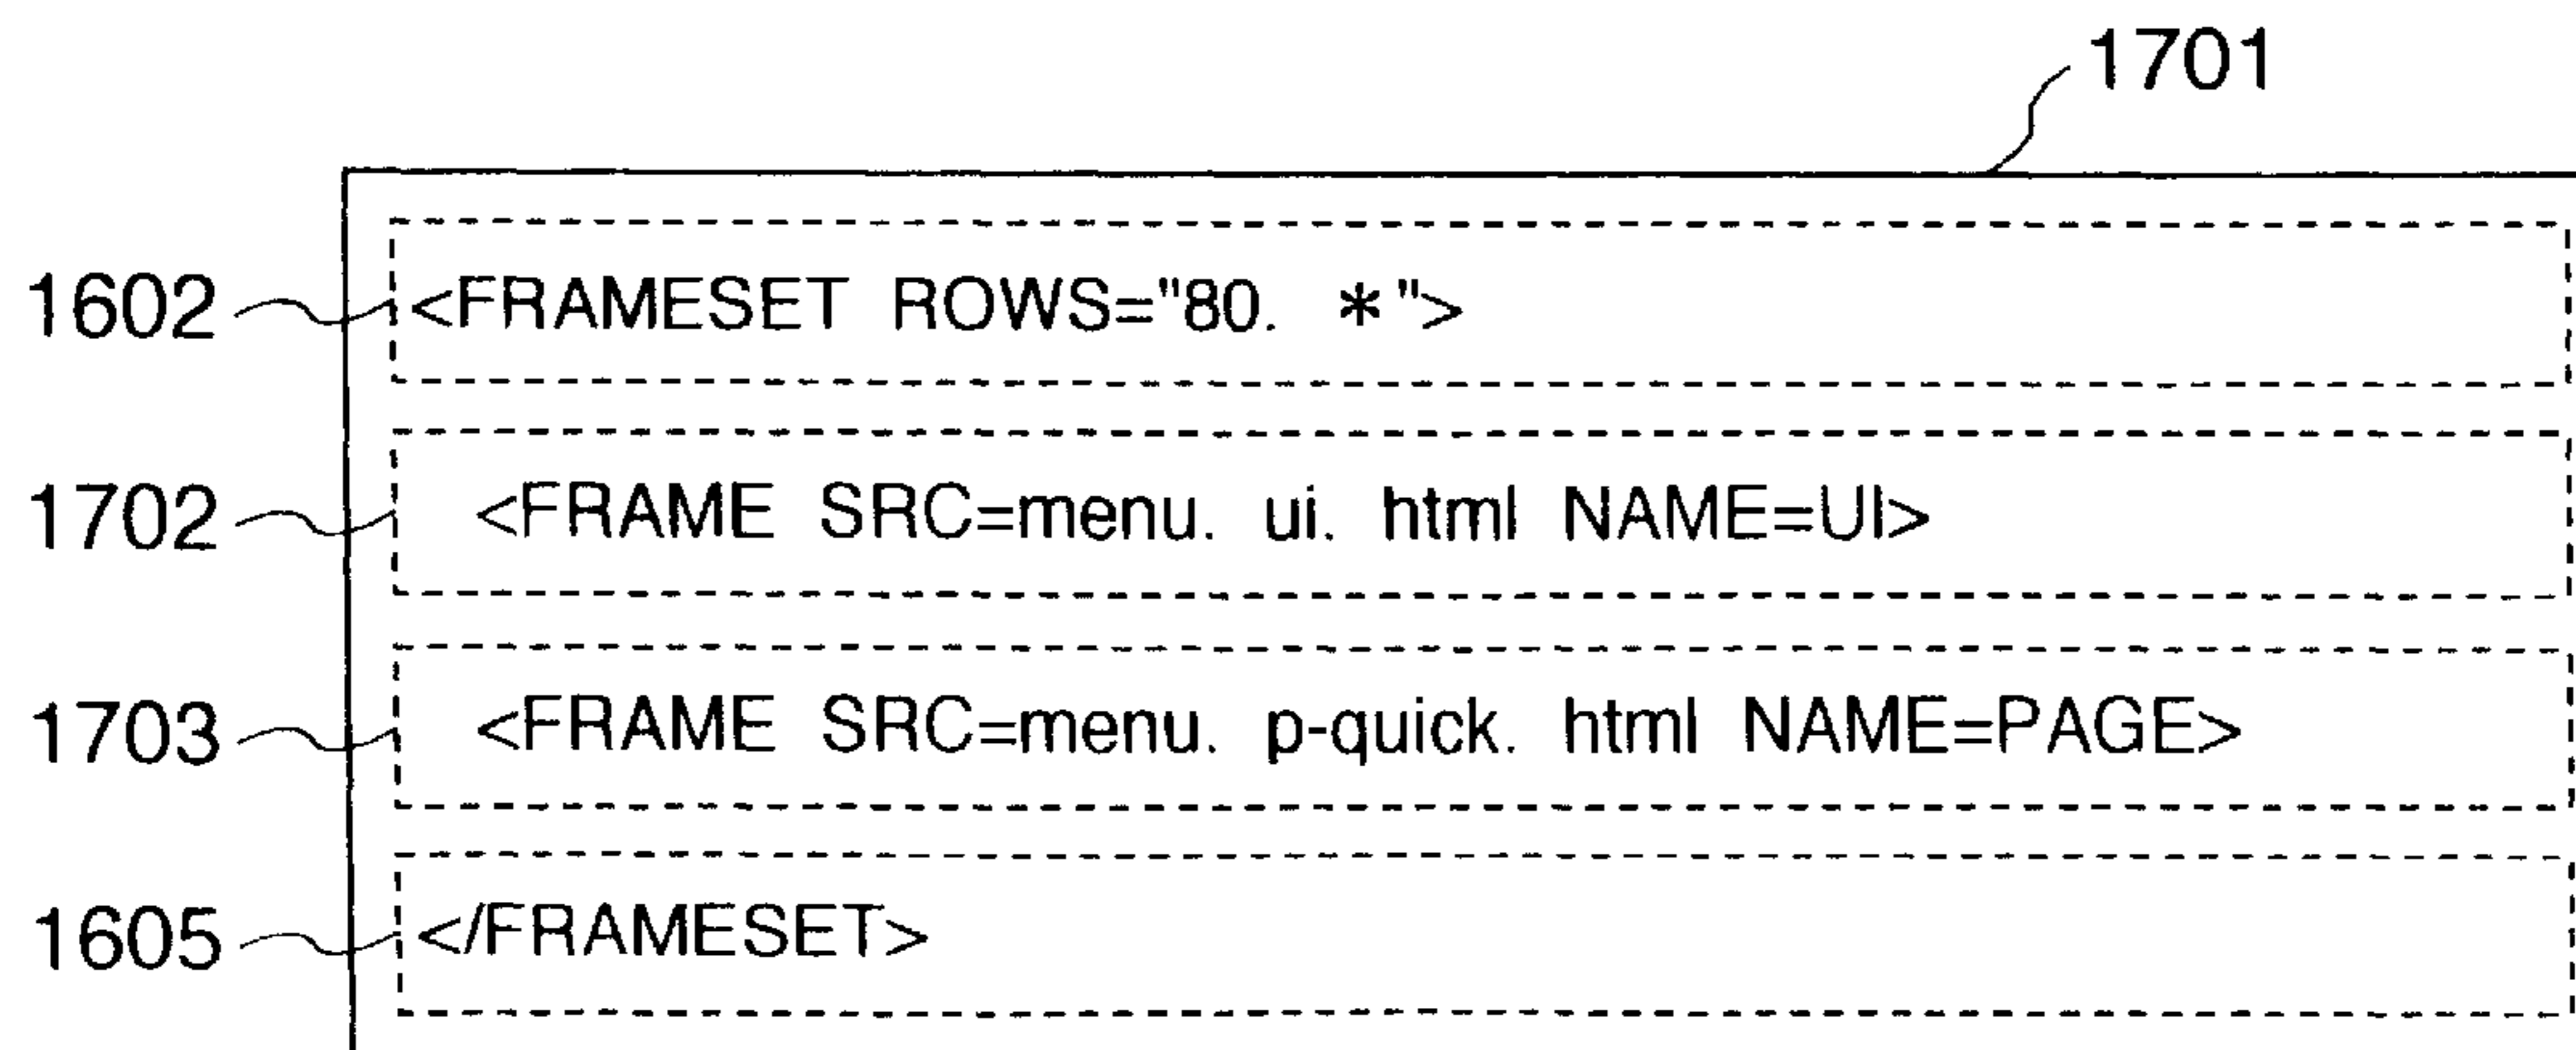 1701
1602 <FRAMESET ROWS="80. *">
1702 <FRAME SRC=menu. ui. html NAME=UI>
1703 <FRAME SRC=menu. p-quick. html NAME=PAGE>
1605 </FRAMESET>